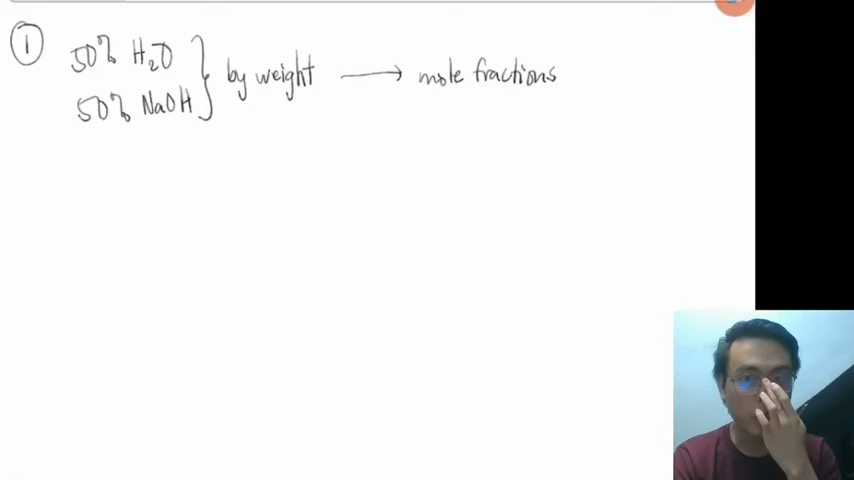 ① 50% H₂O } by weight ⟶ mole fractions
50% NaOH